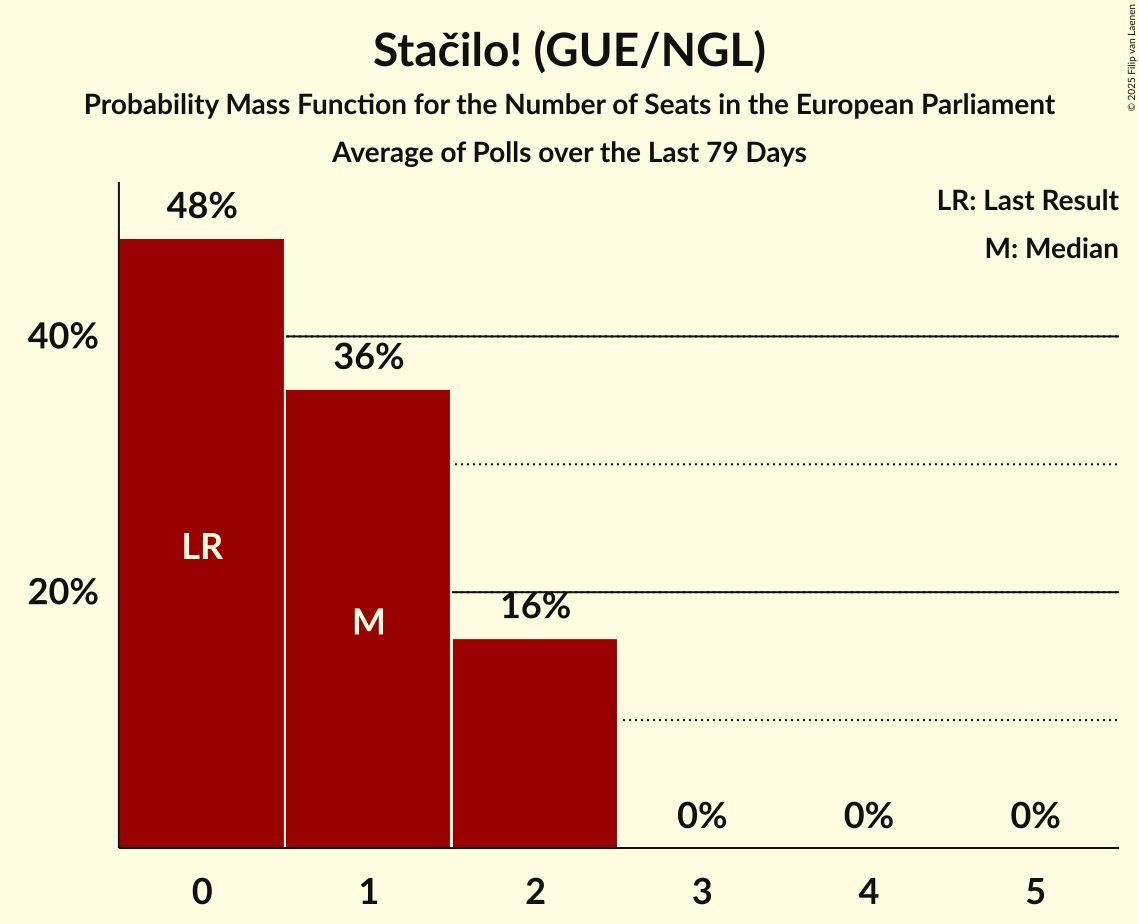 Stačilo! (GUE/NGL)
Probability Mass Function for the Number of Seats in the European Parliament
Average of Polls over the Last 79 Days
© 2025 Filip van Laenen
LR: Last Result
M: Median
48%
40%
36%
LR
20%
16%
M
0%
0%
0%
0
1
2
3
4
5